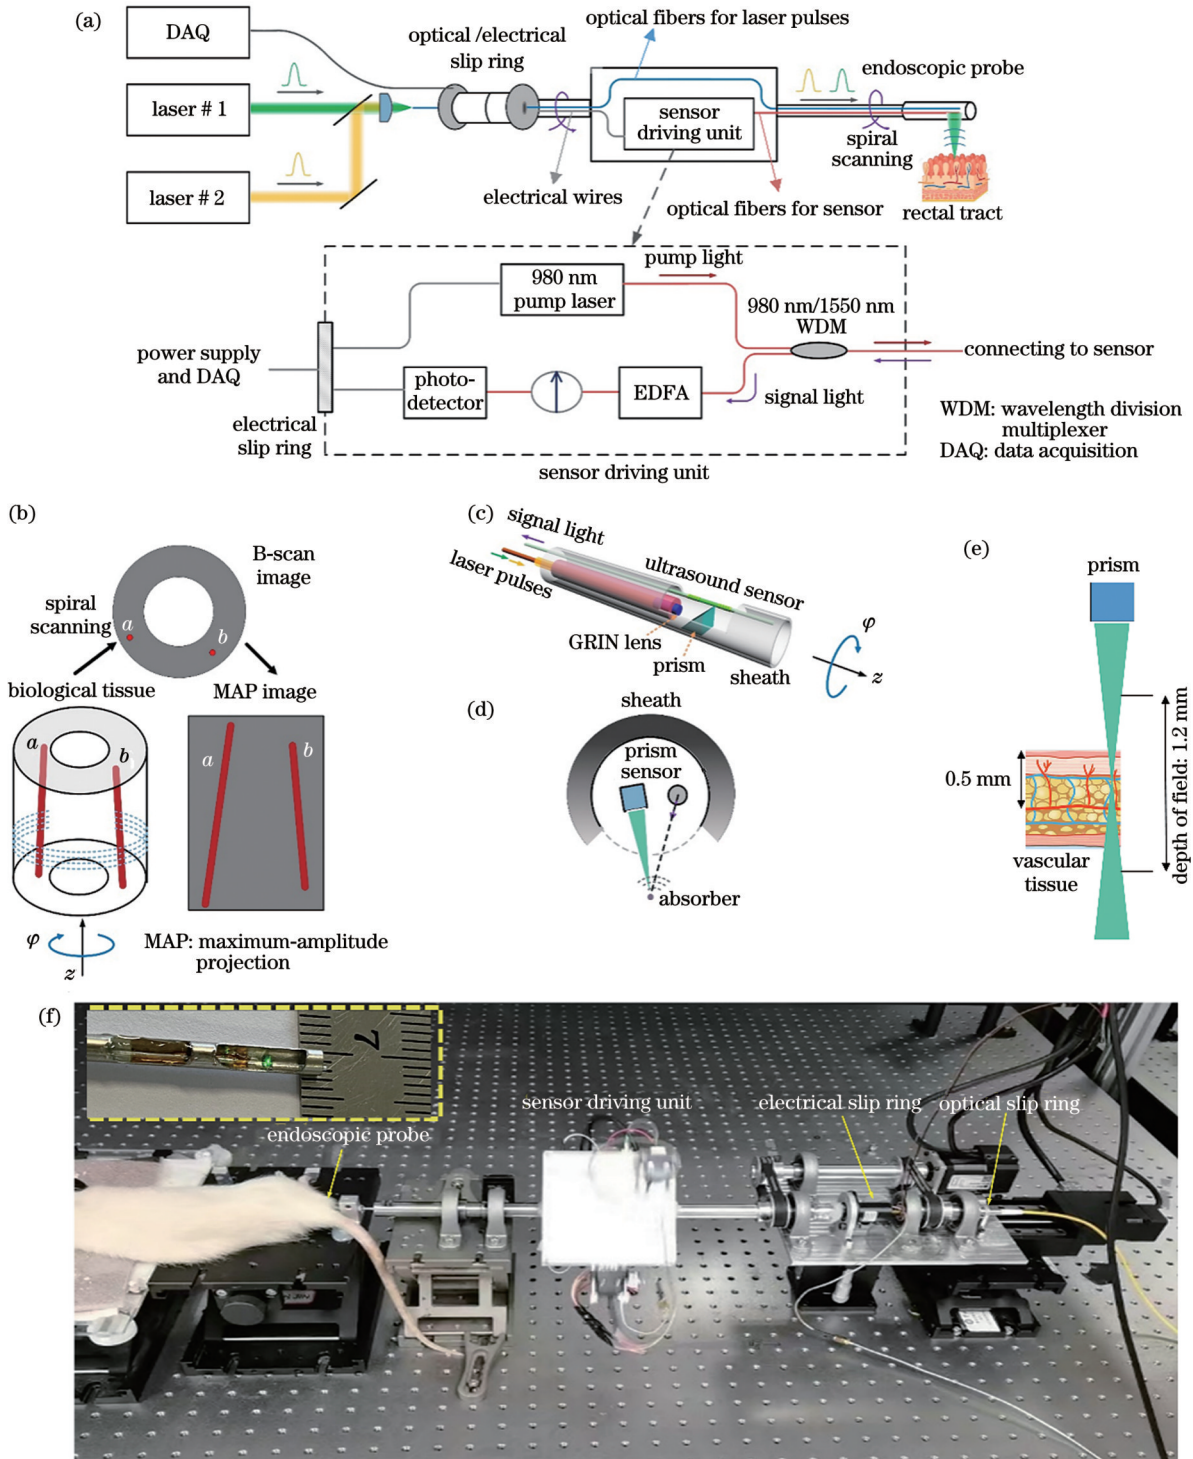 (a)
DAQ
laser # 1
laser # 2
optical /electrical
slip ring
optical fibers for laser pulses
sensor
driving unit
electrical wires
optical fibers for sensor
endoscopic probe
spiral
scanning
rectal tract
pump light
980 nm
pump laser
980 nm/1550 nm
WDM
connecting to sensor
power supply
and DAQ
photo-
detector
EDFA
signal light
electrical
slip ring
sensor driving unit
WDM: wavelength division
multiplexer
DAQ: data acquisition
(b)
B-scan
image
spiral
scanning
a
b
biological tissue
MAP image
a
b
a
b
φ
z
MAP: maximum-amplitude
projection
(c)
signal light
laser pulses
ultrasound sensor
GRIN lens
prism
sheath
φ
z
(d)
sheath
prism
sensor
absorber
(e)
prism
0.5 mm
vascular
tissue
depth of field: 1.2 mm
(f)
7
endoscopic probe
sensor driving unit
electrical slip ring
optical slip ring